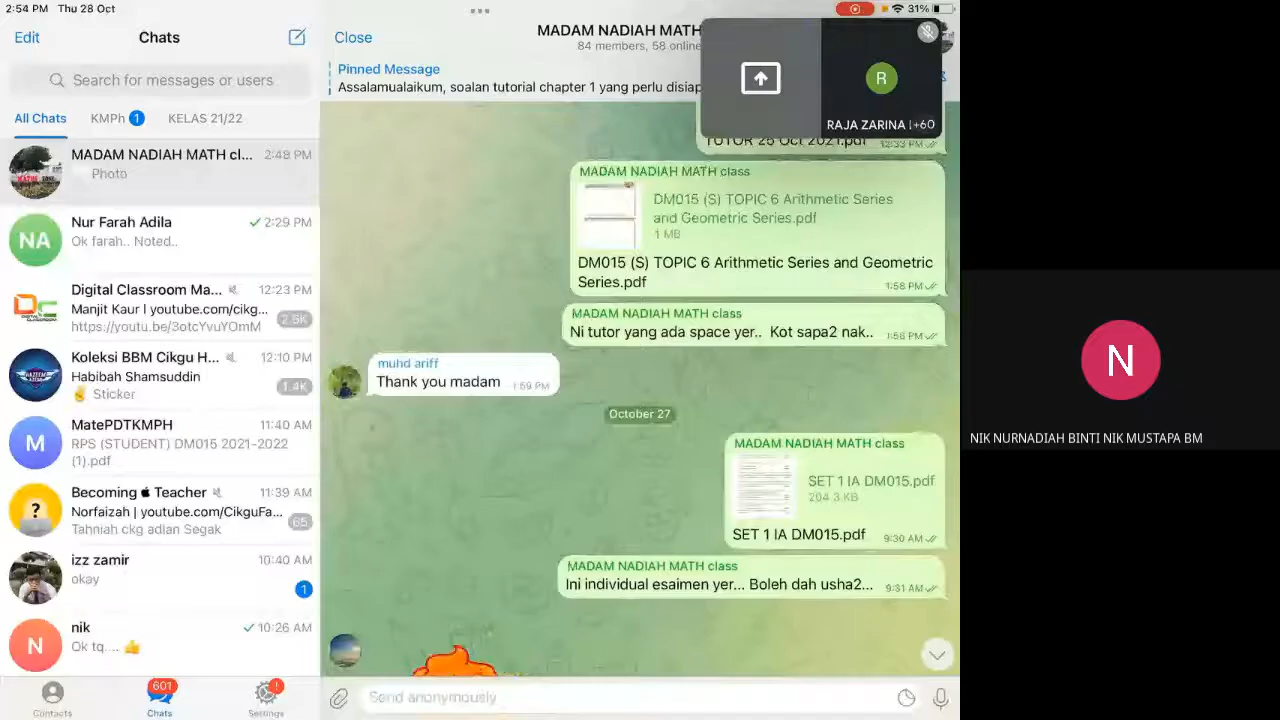 2:54 PM Thu 28 Oct
31%
Edit
Chats
Search for messages or users
All Chats
KMPh 1
KELAS 21/22
MADAM NADIAH MATH cl... 2:48 PM
Photo
NA
Nur Farah Adila 2:29 PM
Ok farah.. Noted..
Digital Classroom Ma... 12:23 PM
Manjit Kaur | youtube.com/cikg...
https://youtu.be/3otcYvuYOmM 2.6K
Koleksi BBM Cikgu H... 12:10 PM
Habibah Shamsuddin
Sticker 1.4K
M
MatePDTKMPH 11:40 AM
RPS (STUDENT) DM015 2021-2022
(1).pdf
?
Becoming Teacher 11:39 AM
Norfaizah | youtube.com/CikguFa...
Tahniah ckg adlan Segak 65
izz zamir 10:40 AM
okay
1
N
nik 10:26 AM
Ok tq....
Contacts
601
Chats
!
Settings
Close
MADAM NADIAH MATH
84 members, 58 online
Pinned Message
Assalamualaikum, soalan tutorial chapter 1 yang perlu disiap
R
RAJA ZARINA | +60
TUTOR 25 Oct 2021.pdf 12:33 PM
MADAM NADIAH MATH class
DM015 (S) TOPIC 6 Arithmetic Series
and Geometric Series.pdf
1 MB
DM015 (S) TOPIC 6 Arithmetic Series and Geometric
Series.pdf 1:58 PM
MADAM NADIAH MATH class
Ni tutor yang ada space yer.. Kot sapa2 nak.. 1:58 PM
muhd ariff
Thank you madam 1:59 PM
October 27
MADAM NADIAH MATH class
SET 1 IA DM015.pdf
204.3 KB
SET 1 IA DM015.pdf 9:30 AM
MADAM NADIAH MATH class
Ini individual esaimen yer... Boleh dah usha2... 9:31 AM
Send anonymously
N
NIK NURNADIAH BINTI NIK MUSTAPA BM